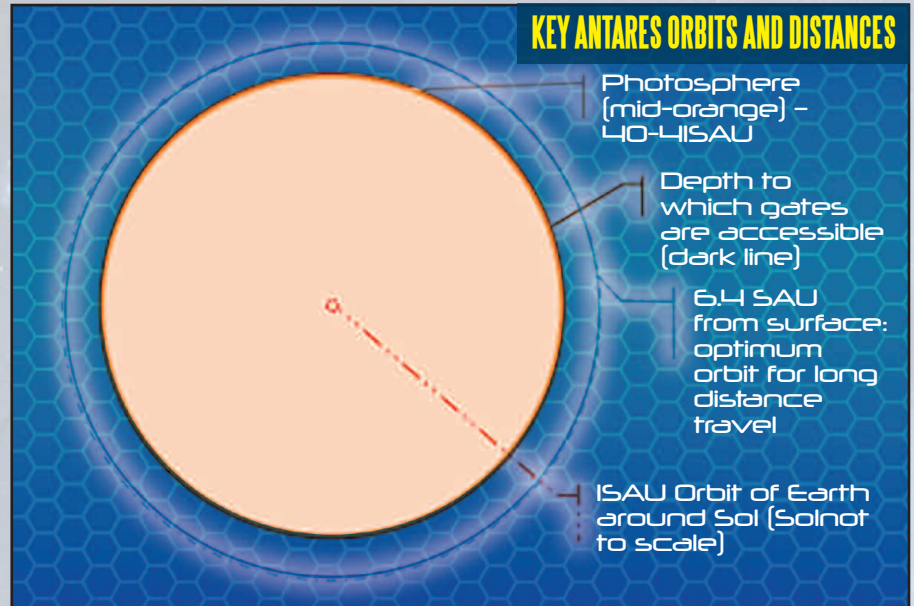 KEY ANTARES ORBITS AND DISTANCES
Photosphere
(mid-orange) -
40-41SAU
Depth to
which gates
are accessible
(dark line)
6.4 SAU
from surface:
optimum
orbit for long
distance
travel
1SAU Orbit of Earth
around Sol (Solnot
to scale)